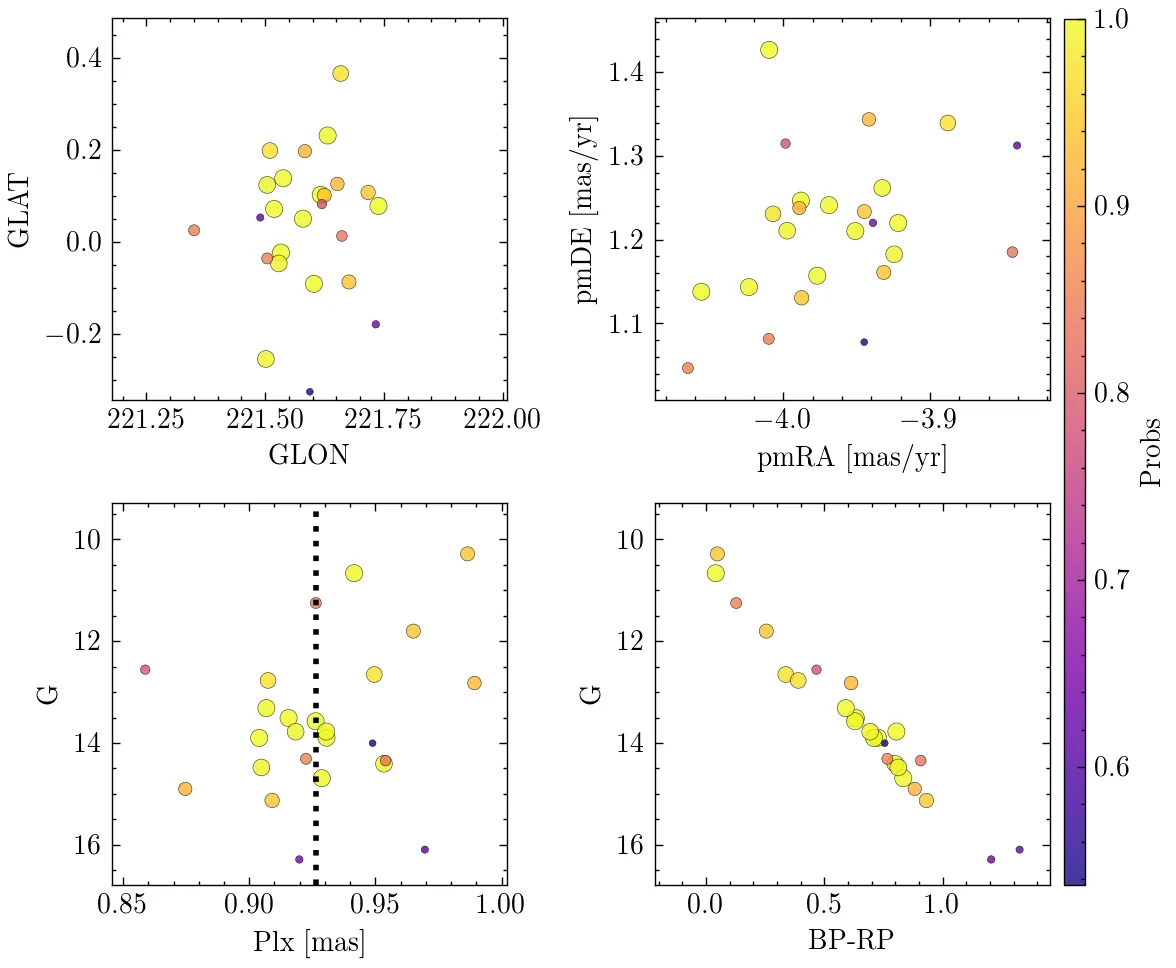 0.4
0.2
0.0
−0.2
GLAT
221.25 221.50 221.75 222.00
GLON
1.4
1.3
1.2
1.1
pmDE [mas/yr]
−4.0 −3.9
pmRA [mas/yr]
10
12
14
16
G
0.85 0.90 0.95 1.00
Plx [mas]
10
12
14
16
G
0.0 0.5 1.0
BP-RP
1.0
0.9
0.8
0.7
0.6
Probs